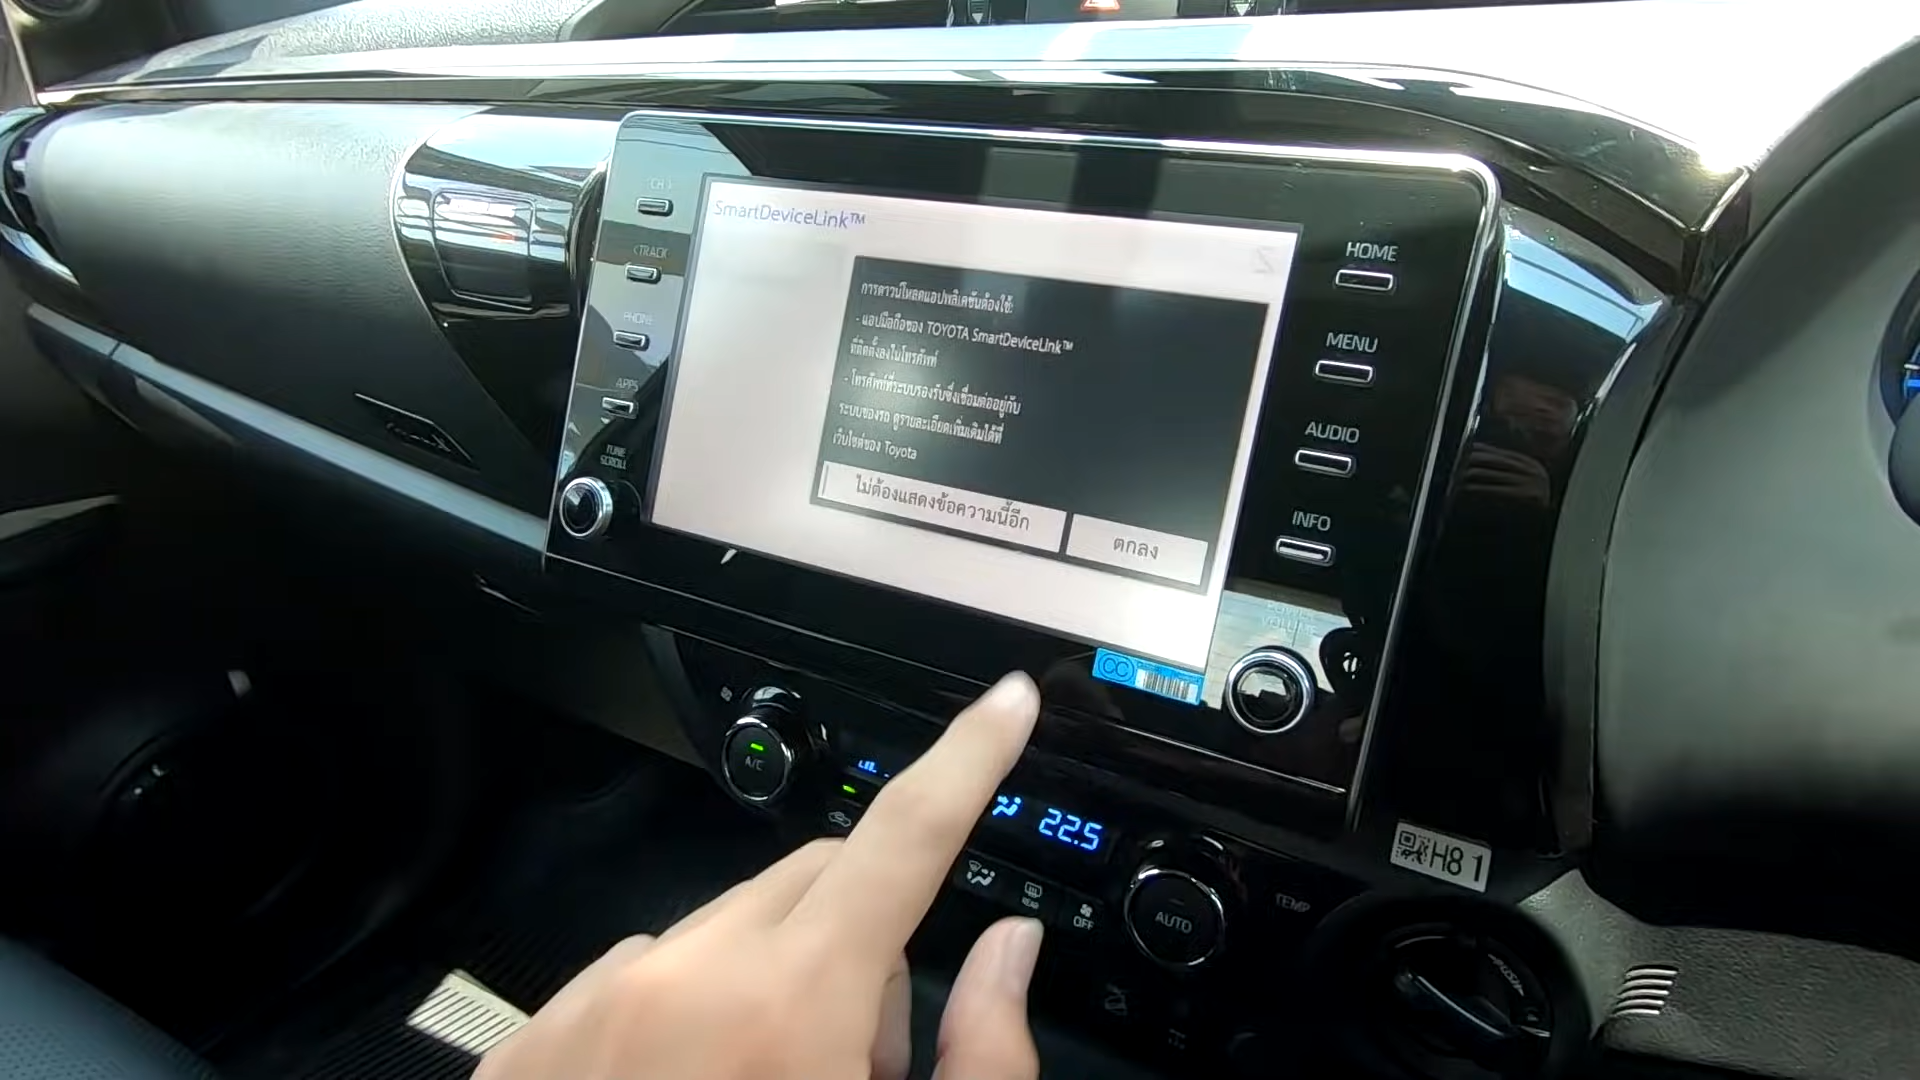 SmartDeviceLink™
การดาวน์โหลดแอปพลิเคชันต้องใช้:
- แอปมือถือของ TOYOTA SmartDeviceLink™
ที่ติดตั้งลงในโทรศัพท์
- โทรศัพท์ที่ระบบรองรับซึ่งเชื่อมต่ออยู่กับ
ระบบของรถ ดูรายละเอียดเพิ่มเติมได้ที่
เว็บไซต์ของ Toyota
ไม่ต้องแสดงข้อความนี้อีก
ตกลง
CH >
<TRACK
PHONE
APPS
TUNE
SCROLL
HOME
MENU
AUDIO
INFO
POWER
VOLUME
CC
A/C
22.5
REAR
OFF
AUTO
TEMP
H81